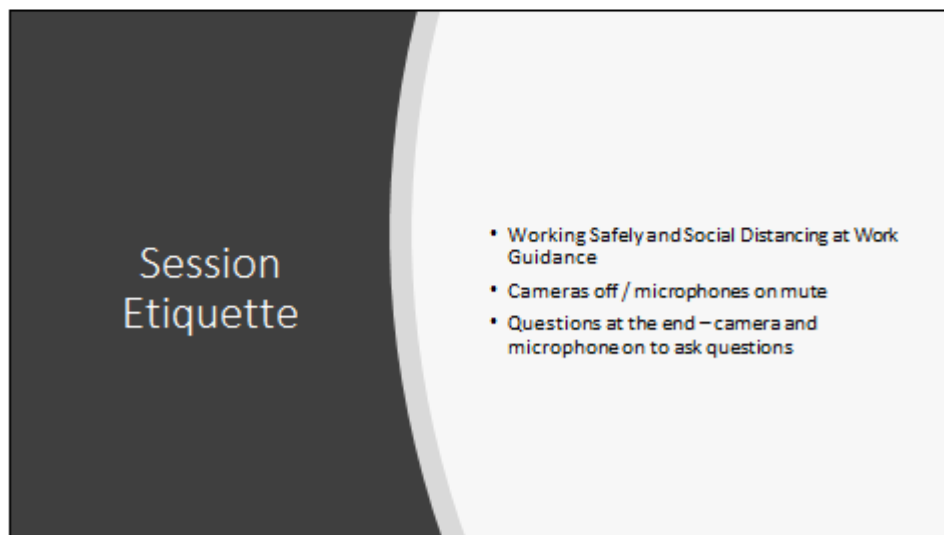 Session
Etiquette
• Working Safely and Social Distancing at Work
Guidance
• Cameras off / microphones on mute
• Questions at the end – camera and
microphone on to ask questions